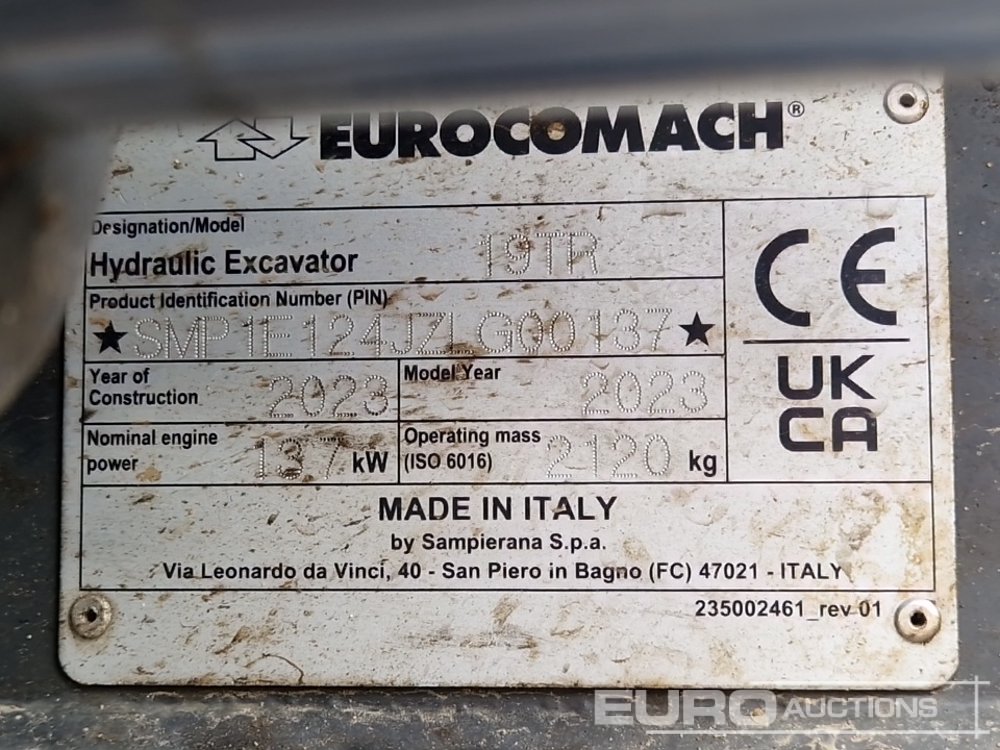 EUROCOMACH®
Designation/Model
Hydraulic Excavator 19TR
Product Identification Number (PIN)
★ SMP1E124JZLG00137 ★
Year of Construction 2023 Model Year 2023
Nominal engine power 137 kW Operating mass (ISO 6016) 2120 kg
CE
UK
CA
MADE IN ITALY
by Sampierana S.p.a.
Via Leonardo da Vinci, 40 - San Piero in Bagno (FC) 47021 - ITALY
235002461_rev 01
EURO AUCTIONS